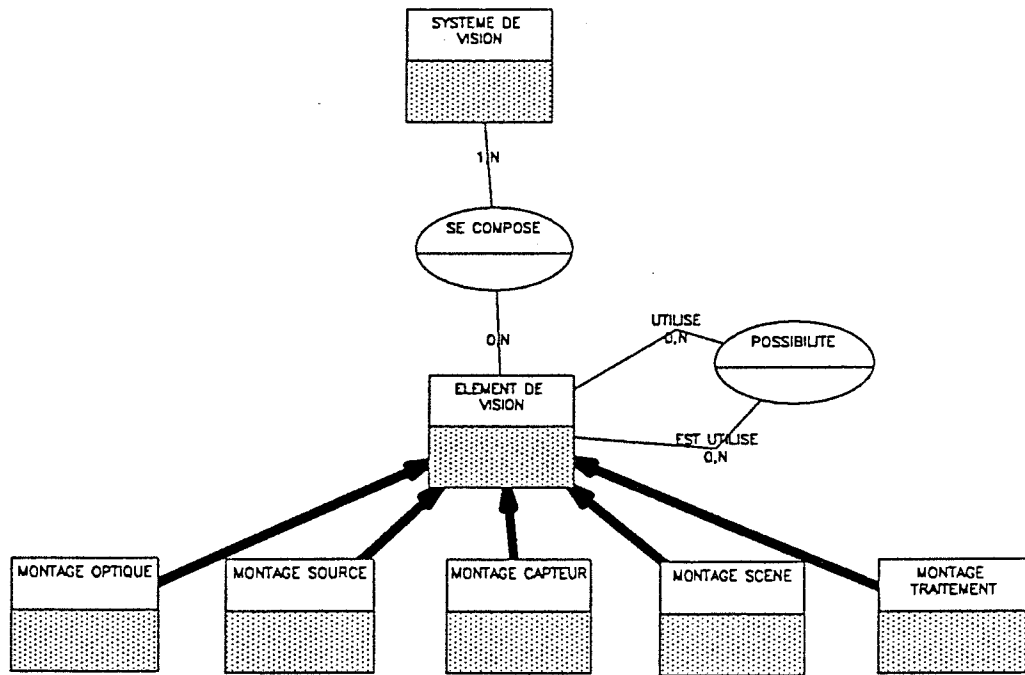 SYSTEME DE
VISION
1,N
SE COMPOSE
0,N
UTILISE
0,N
POSSIBILITE
ELEMENT DE
VISION
EST UTILISE
0,N
MONTAGE OPTIQUE
MONTAGE SOURCE
MONTAGE CAPTEUR
MONTAGE SCENE
MONTAGE
TRAITEMENT